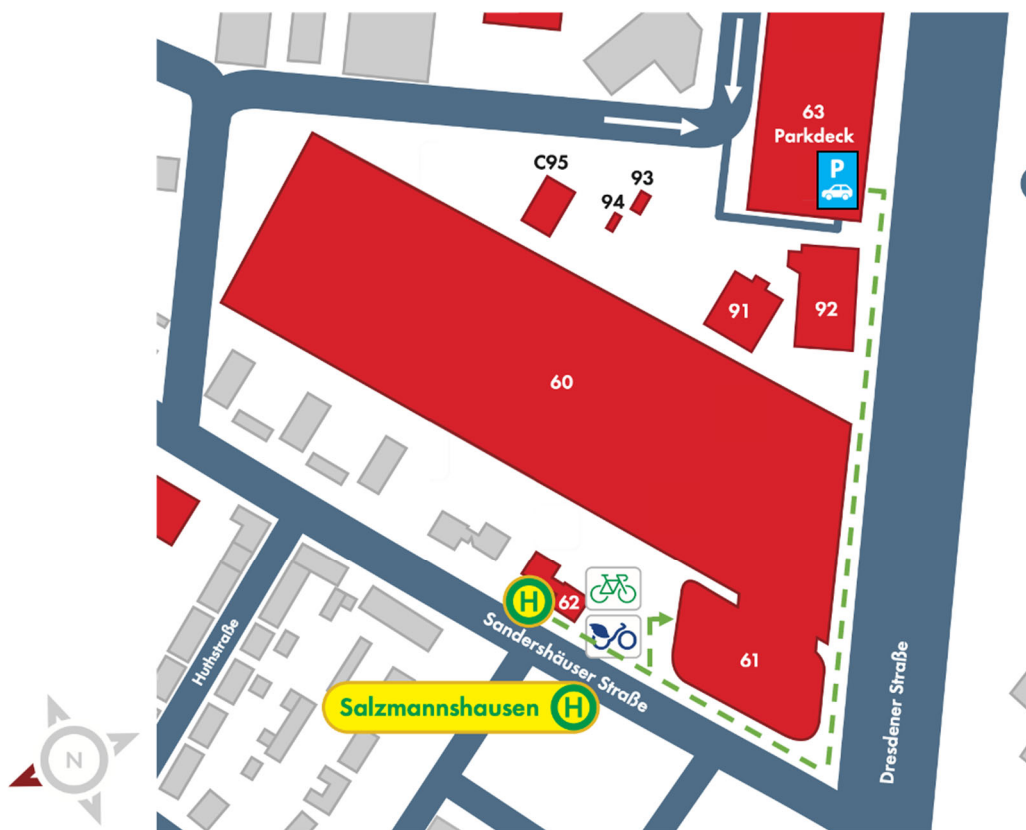 63
Parkdeck
P
C95
93
94
91
92
60
H
62
61
Sandershäuser Straße
Huthstraße
Salzmannshausen H
Dresdener Straße
N